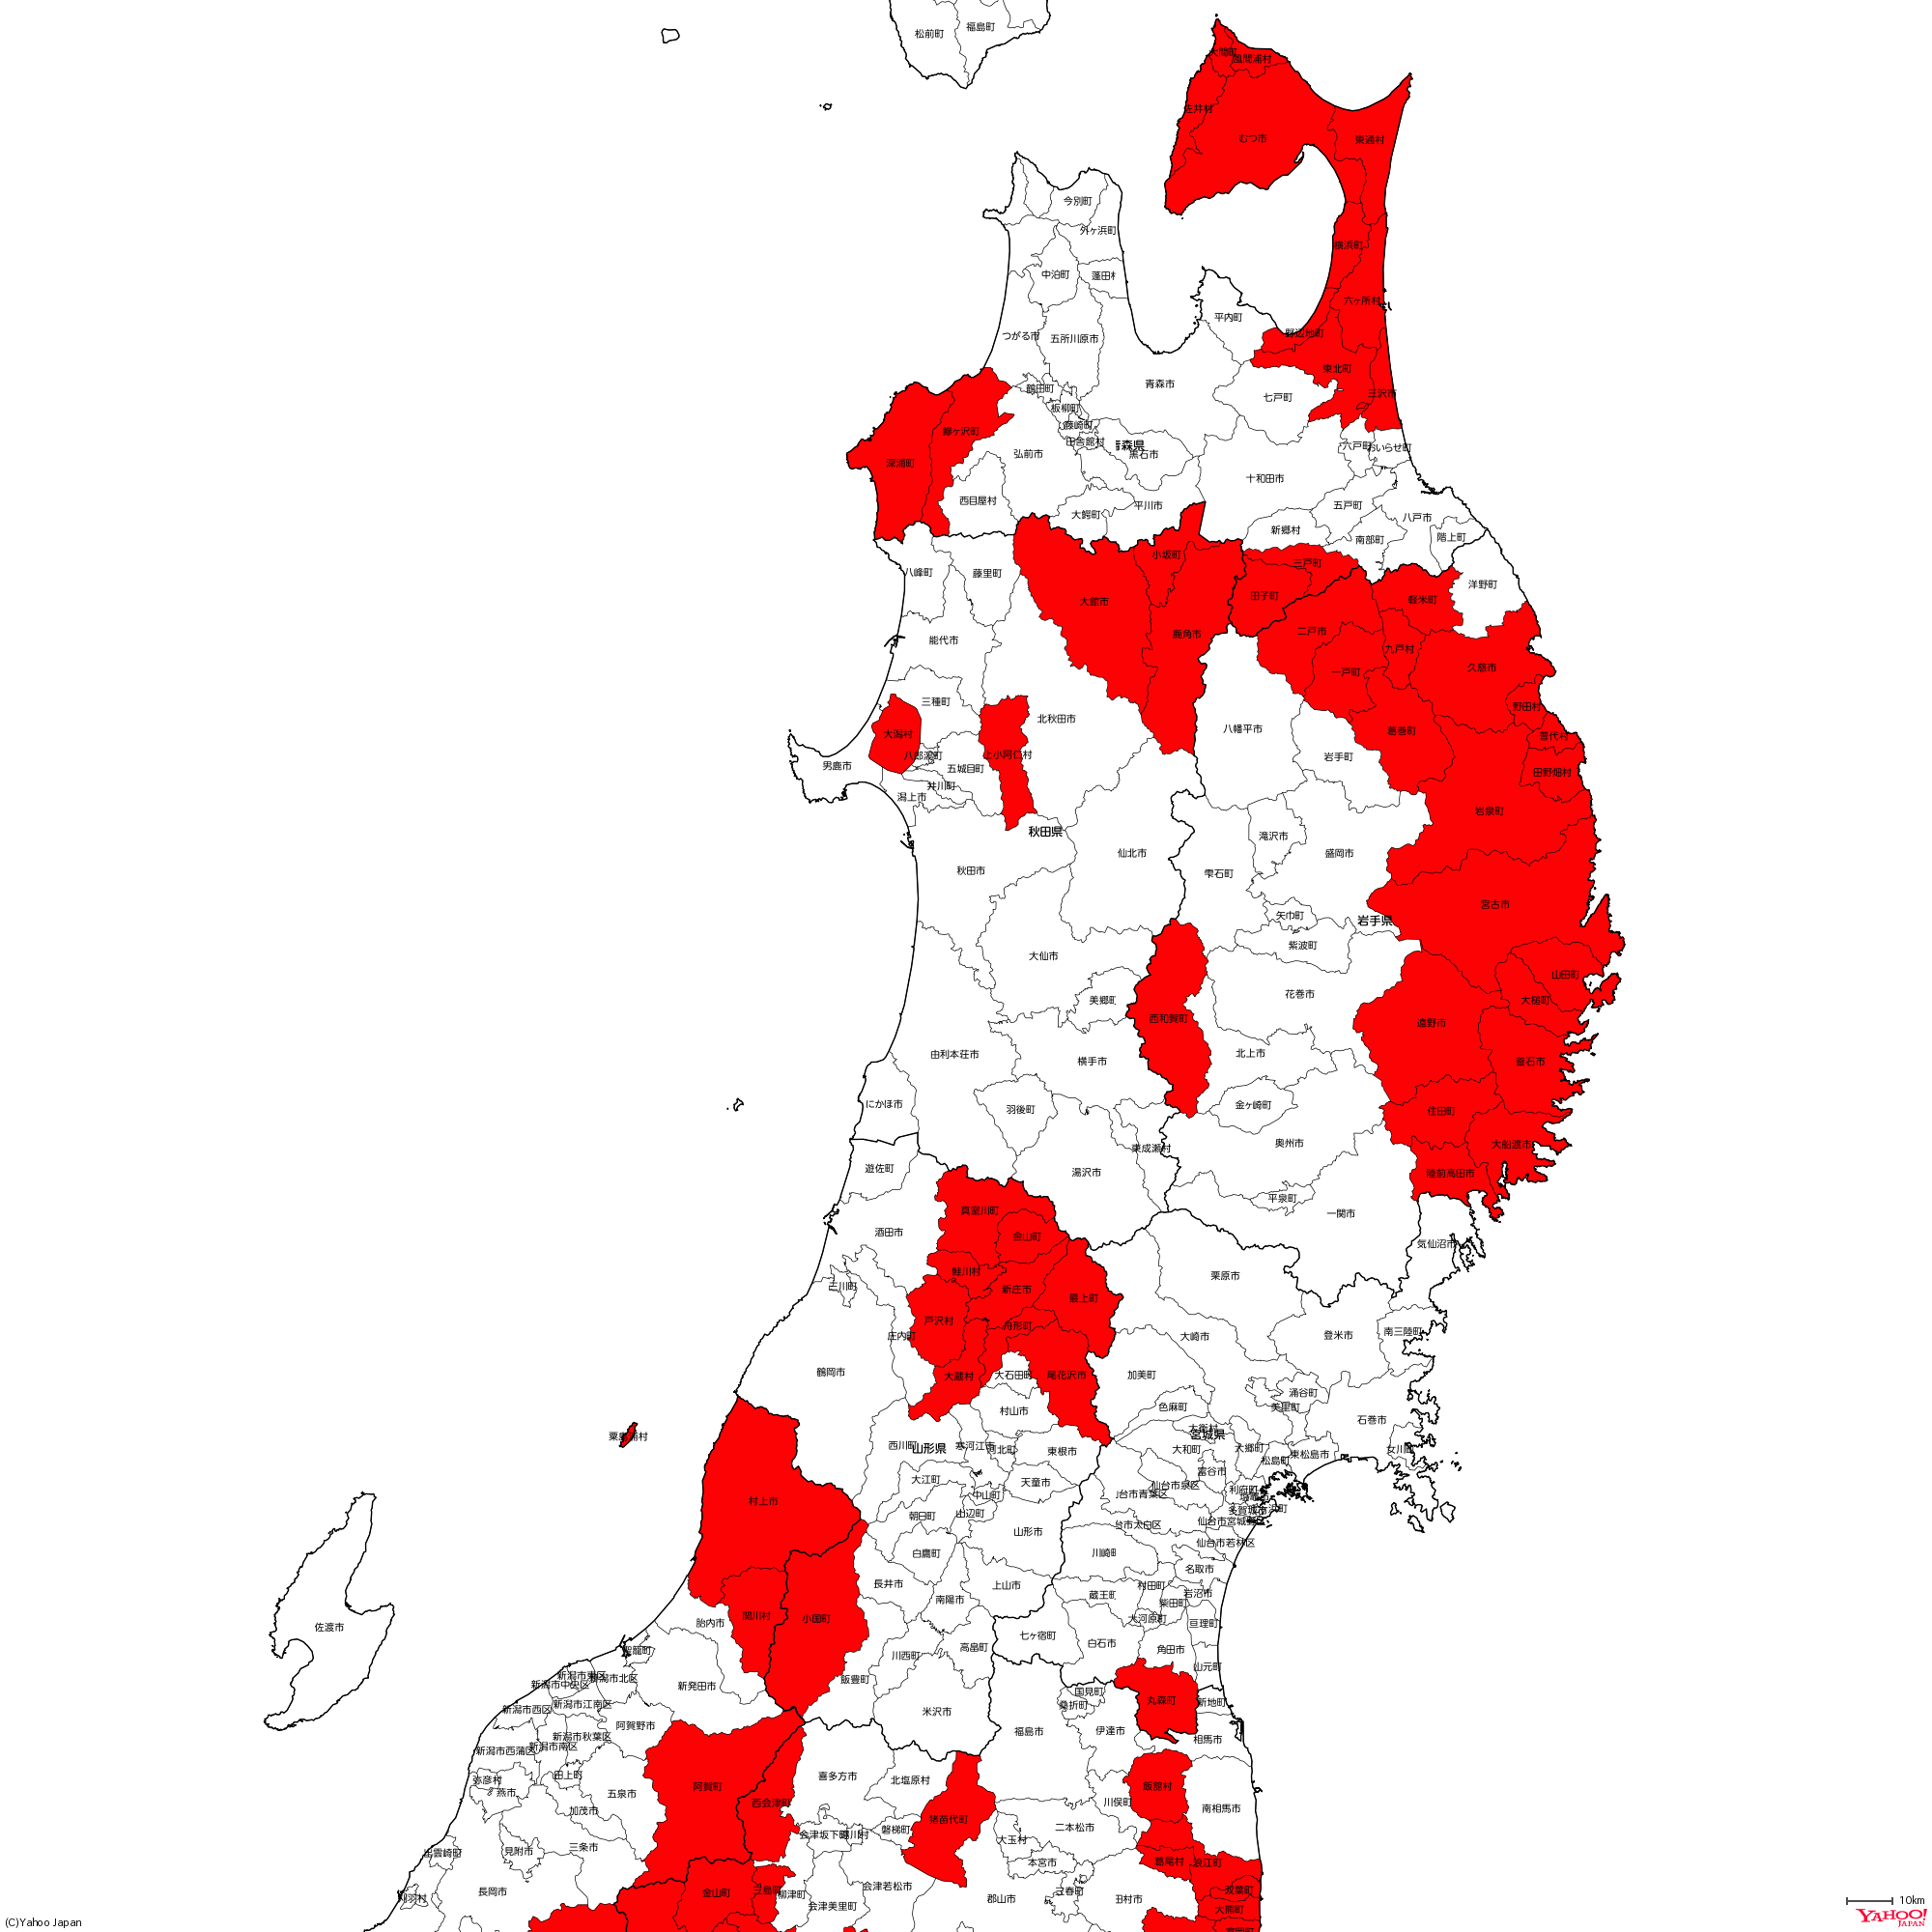 松前町
福島町
大間町
風間浦村
佐井村
むつ市
東通村
今別町
外ヶ浜町
横浜町
中泊町
六ヶ所村
平内町
野辺地町
つがる市
五所川原市
東北町
青森市
鶴田町
三沢市
七戸町
板柳町
藤崎町
鰺ヶ沢町
田舎館村
青森県
六戸町
おいらせ町
弘前市
黒石市
深浦町
十和田市
西目屋村
平川市
五戸町
大鰐町
八戸市
新郷村
階上町
南部町
小坂町
三戸町
八峰町
藤里町
洋野町
田子町
大館市
軽米町
二戸市
鹿角市
能代市
九戸村
久慈市
一戸町
三種町
野田村
北秋田市
八幡平市
葛巻町
大潟村
普代村
八郎潟町
上小阿仁村
岩手町
男鹿市
五城目町
田野畑村
井川町
潟上市
岩泉町
秋田県
滝沢市
仙北市
盛岡市
秋田市
雫石町
宮古市
矢巾町
岩手県
紫波町
大仙市
山田町
花巻市
美郷町
大槌町
西和賀町
遠野市
由利本荘市
北上市
横手市
釜石市
にかほ市
羽後町
金ヶ崎町
住田町
奥州市
大船渡市
東成瀬村
遊佐町
湯沢市
陸前高田市
平泉町
真室川町
一関市
酒田市
金山町
気仙沼市
鮭川村
栗原市
三川町
新庄市
最上町
戸沢村
舟形町
南三陸町
庄内町
大崎市
登米市
鶴岡市
大蔵村
大石田町
尾花沢市
加美町
涌谷町
色麻町
美里町
村山市
石巻市
大衡村
粟島浦村
宮城県
西川町
山形県
寒河江市
河北町
東根市
大和町
大郷町
女川町
東松島市
松島町
大江町
富谷市
天童市
仙台市泉区
利府町
中山町
村上市
朝日町
山辺町
多賀城市
仙台市宮城野区
山形市
仙台市若林区
白鷹町
川崎町
名取市
長井市
上山市
村田町
蔵王町
岩沼市
南陽市
柴田町
関川村
小国町
大河原町
胎内市
亘理町
佐渡市
七ヶ宿町
白石市
高畠町
角田市
聖籠町
川西町
山元町
新潟市東区
新潟市北区
飯豊町
新潟市中央区
新発田市
国見町
丸森町
新潟市江南区
桑折町
新地町
新潟市西区
米沢市
阿賀野市
福島市
伊達市
新潟市秋葉区
相馬市
新潟市南区
新潟市西蒲区
田上町
喜多方市
弥彦村
北塩原村
阿賀町
飯舘村
燕市
五泉市
西会津町
川俣町
南相馬市
加茂市
猪苗代町
二本松市
磐梯町
会津坂下町
湯川村
大玉村
三条市
見附市
出雲崎町
本宮市
葛尾村
浪江町
会津若松市
双葉町
長岡市
金山町
三島町
柳津町
三春町
刈羽村
郡山市
田村市
10km
会津美里町
大熊町
YAHOO!
JAPAN
(C)Yahoo Japan
富岡町